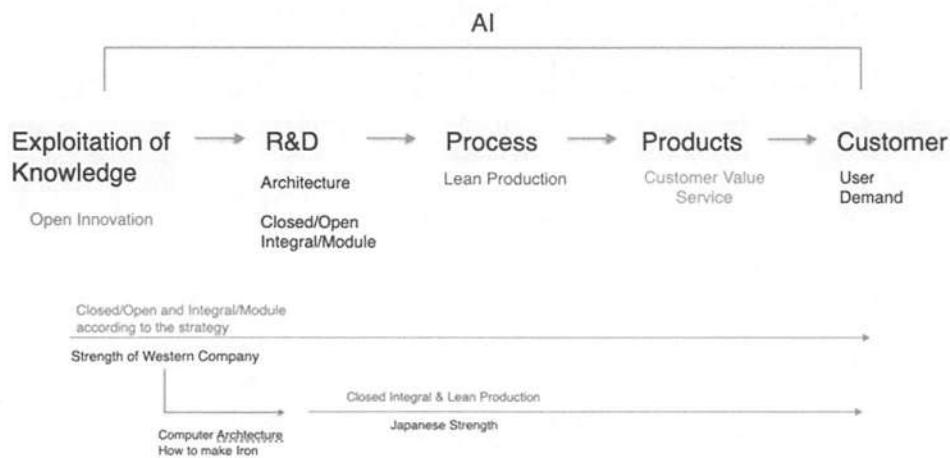 AI
Exploitation of
Knowledge
R&D
Process
Products
Customer
Open Innovation
Architecture
Closed/Open
Integral/Module
Lean Production
Customer Value
Service
User
Demand
Closed/Open and Integral/Module
according to the strategy
Strength of Western Company
Closed Integral & Lean Production
Japanese Strength
Computer Archtecture
How to make Iron